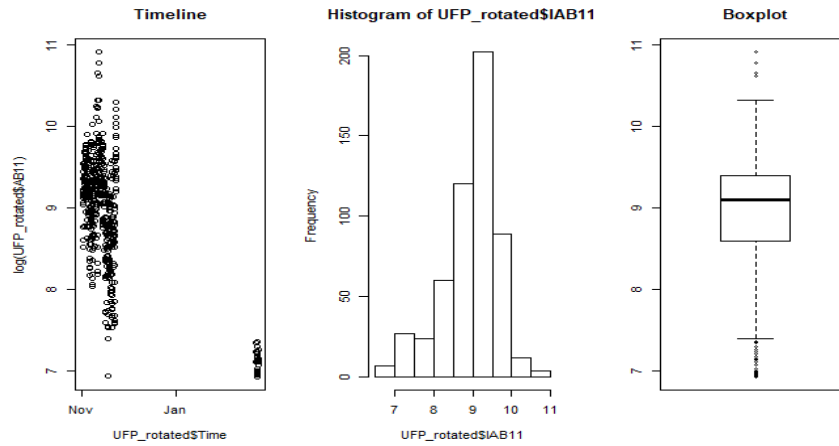 Timeline
log(UFP_rotated$IAB11)
11
10
9
8
7
Nov
Jan
UFP_rotated$Time
Histogram of UFP_rotated$IAB11
Frequency
200
150
100
50
0
7
8
9
10
11
UFP_rotated$IAB11
Boxplot
11
10
9
8
7